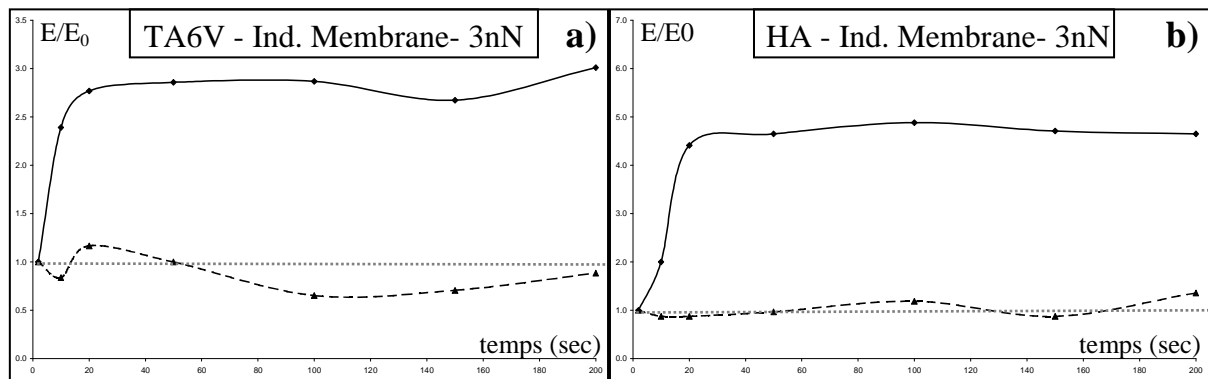 E/E0
TA6V - Ind. Membrane- 3nN
a)
3.5
3.0
2.5
2.0
1.5
1.0
0.5
0.0
0 20 40 60 80 100 120 140 160 180 200
temps (sec)
E/E0
HA - Ind. Membrane- 3nN
b)
7.0
6.0
5.0
4.0
3.0
2.0
1.0
0.0
0 20 40 60 80 100 120 140 160 180 200
temps (sec)